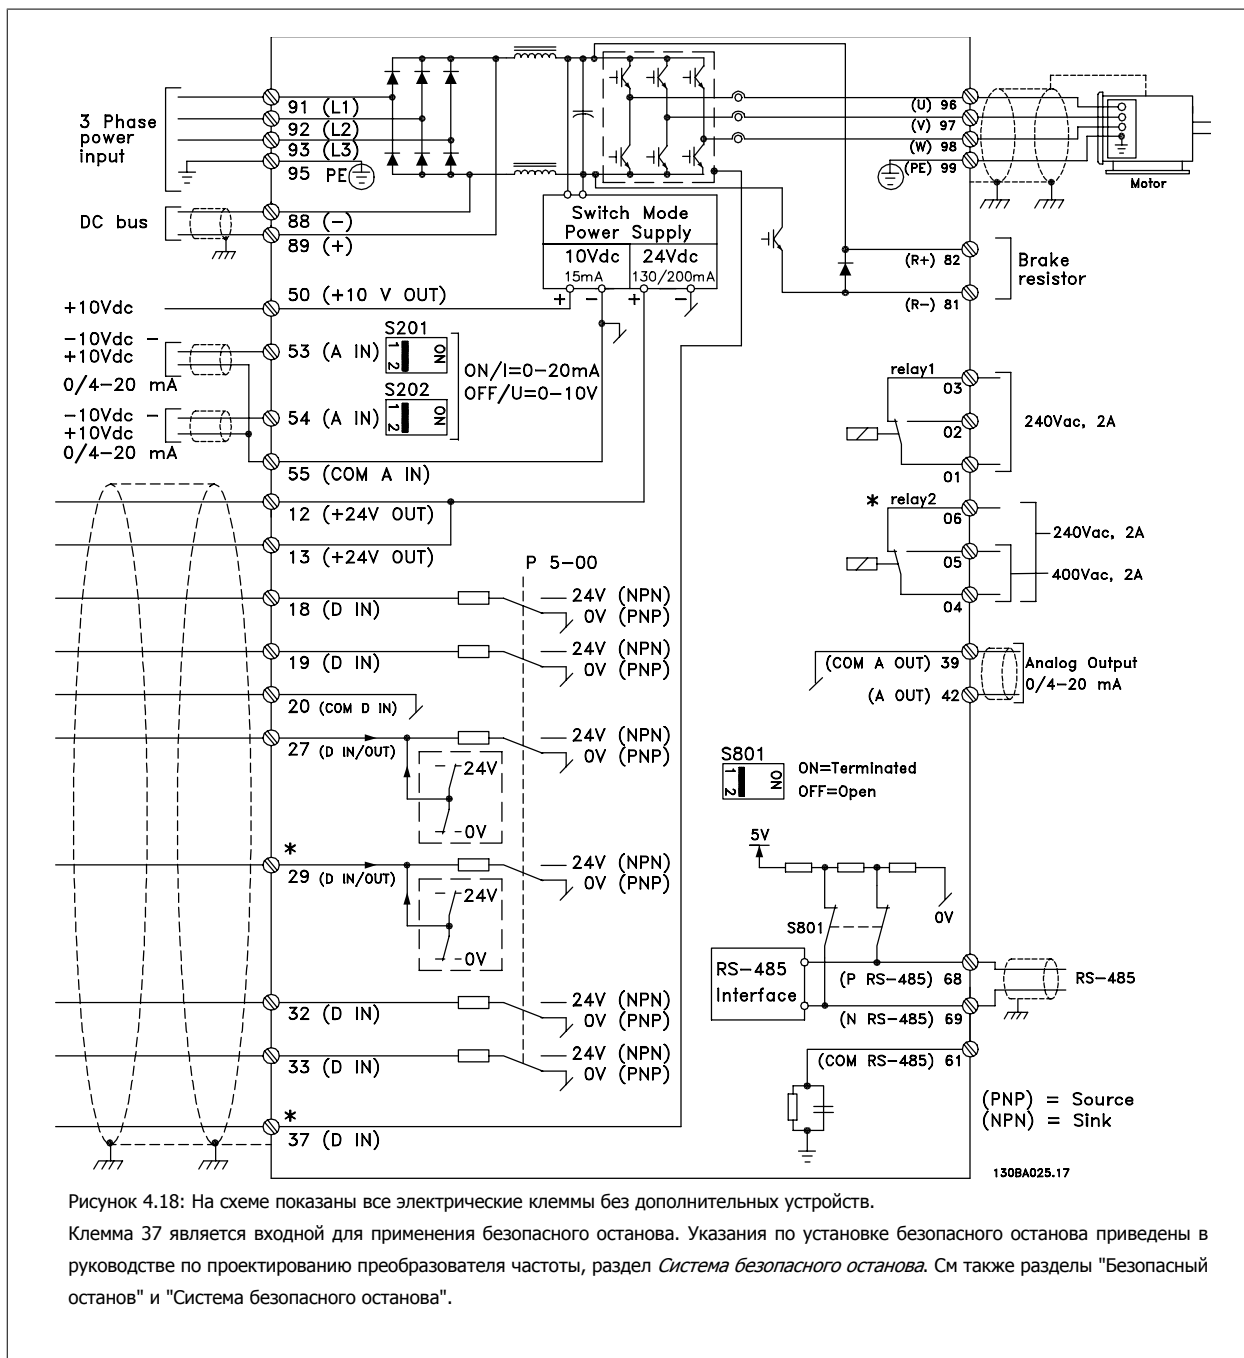 3 Phase
power
input
91 (L1)
92 (L2)
93 (L3)
95 PE
DC bus
88 (−)
89 (+)
Switch Mode
Power Supply
10Vdc
15mA
24Vdc
130/200mA
+ − + −
(U) 96
(V) 97
(W) 98
(PE) 99
Motor
(R+) 82
(R−) 81
Brake
resistor
+10Vdc
50 (+10 V OUT)
−10Vdc −
+10Vdc
0/4−20 mA
53 (A IN)
S201
1 2
ON
ON/I=0−20mA
OFF/U=0−10V
S202
1 2
ON
−10Vdc −
+10Vdc
0/4−20 mA
54 (A IN)
55 (COM A IN)
12 (+24V OUT)
13 (+24V OUT)
relay1
03
02
01
240Vac, 2A
* relay2
06
05
04
240Vac, 2A
400Vac, 2A
P 5-00
18 (D IN)
24V (NPN)
0V (PNP)
19 (D IN)
24V (NPN)
0V (PNP)
20 (COM D IN)
27 (D IN/OUT)
24V (NPN)
0V (PNP)
24V
0V
*
29 (D IN/OUT)
24V (NPN)
0V (PNP)
24V
0V
32 (D IN)
24V (NPN)
0V (PNP)
33 (D IN)
24V (NPN)
0V (PNP)
*
37 (D IN)
(COM A OUT) 39
(A OUT) 42
Analog Output
0/4−20 mA
S801
1 2
ON
ON=Terminated
OFF=Open
5V
0V
S801
RS-485
Interface
(P RS-485) 68
(N RS-485) 69
(COM RS-485) 61
RS-485
(PNP) = Source
(NPN) = Sink
130BA025.17
Рисунок 4.18: На схеме показаны все электрические клеммы без дополнительных устройств.
Клемма 37 является входной для применения безопасного останова. Указания по установке безопасного останова приведены в
руководстве по проектированию преобразователя частоты, раздел Система безопасного останова. См также разделы "Безопасный
останов" и "Система безопасного останова".